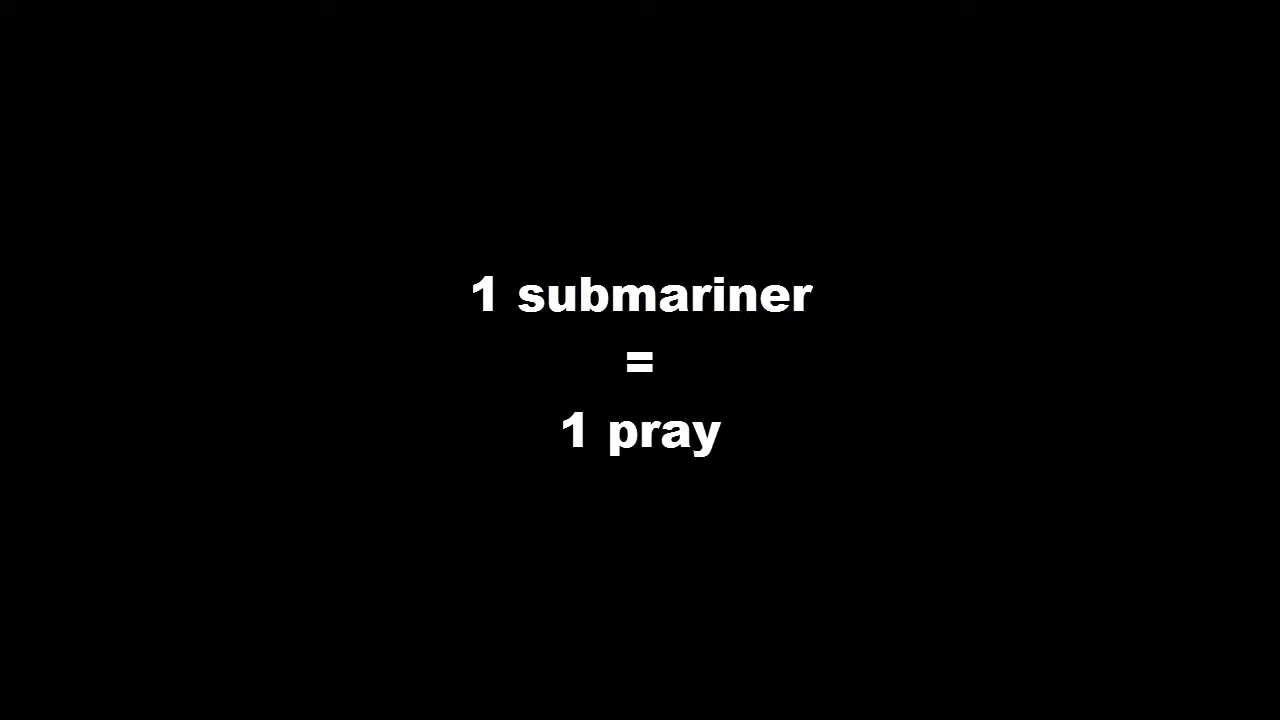 1 submariner
=
1 pray